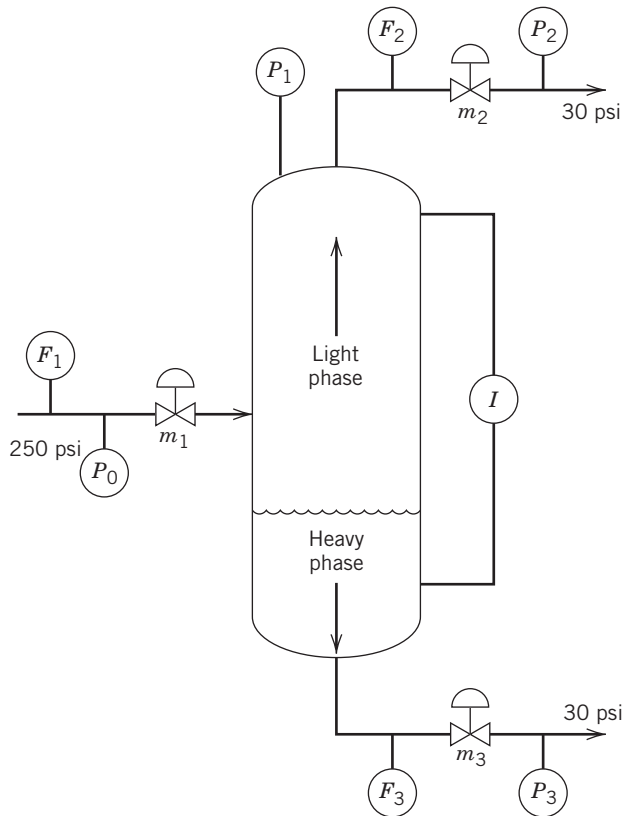 F2
P2
P1
m2
30 psi
Light
phase
F1
I
m1
250 psi
P0
Heavy
phase
30 psi
m3
F3
P3